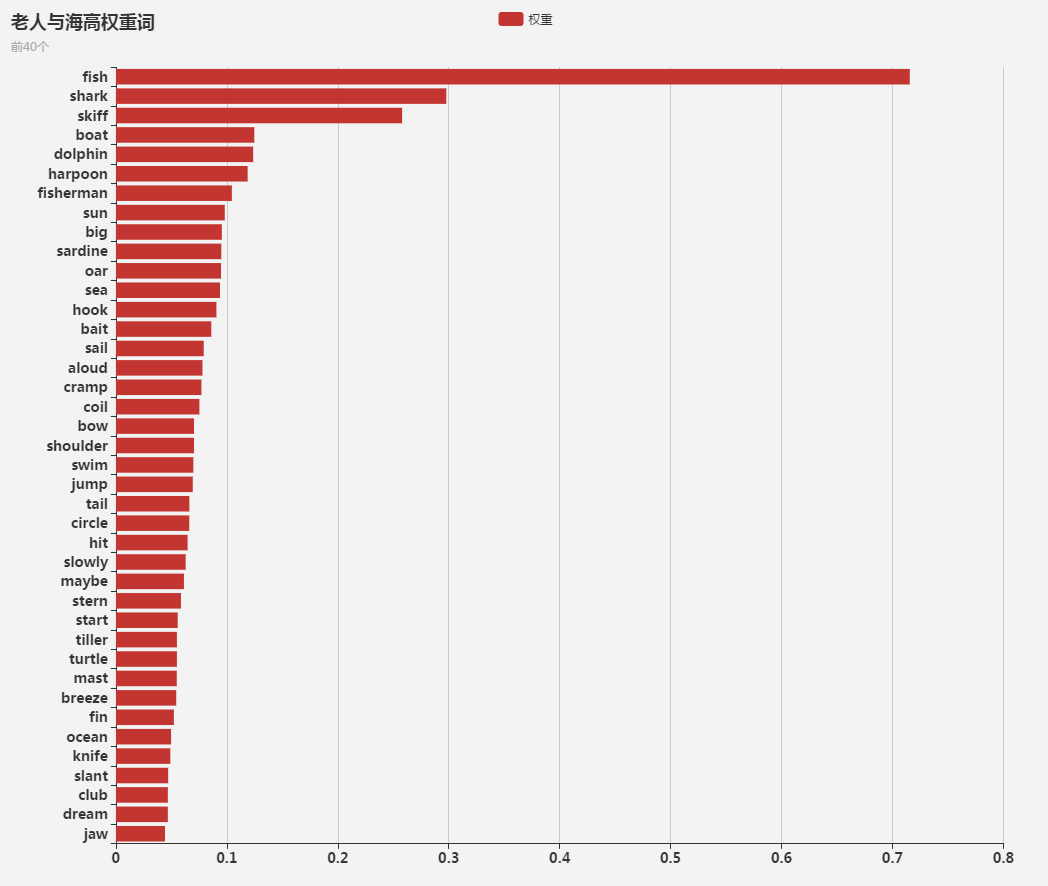 老人与海高权重词
前40个
权重
fish
shark
skiff
boat
dolphin
harpoon
fisherman
sun
big
sardine
oar
sea
hook
bait
sail
aloud
cramp
coil
bow
shoulder
swim
jump
tail
circle
hit
slowly
maybe
stern
start
tiller
turtle
mast
breeze
fin
ocean
knife
slant
club
dream
jaw
0 0.1 0.2 0.3 0.4 0.5 0.6 0.7 0.8